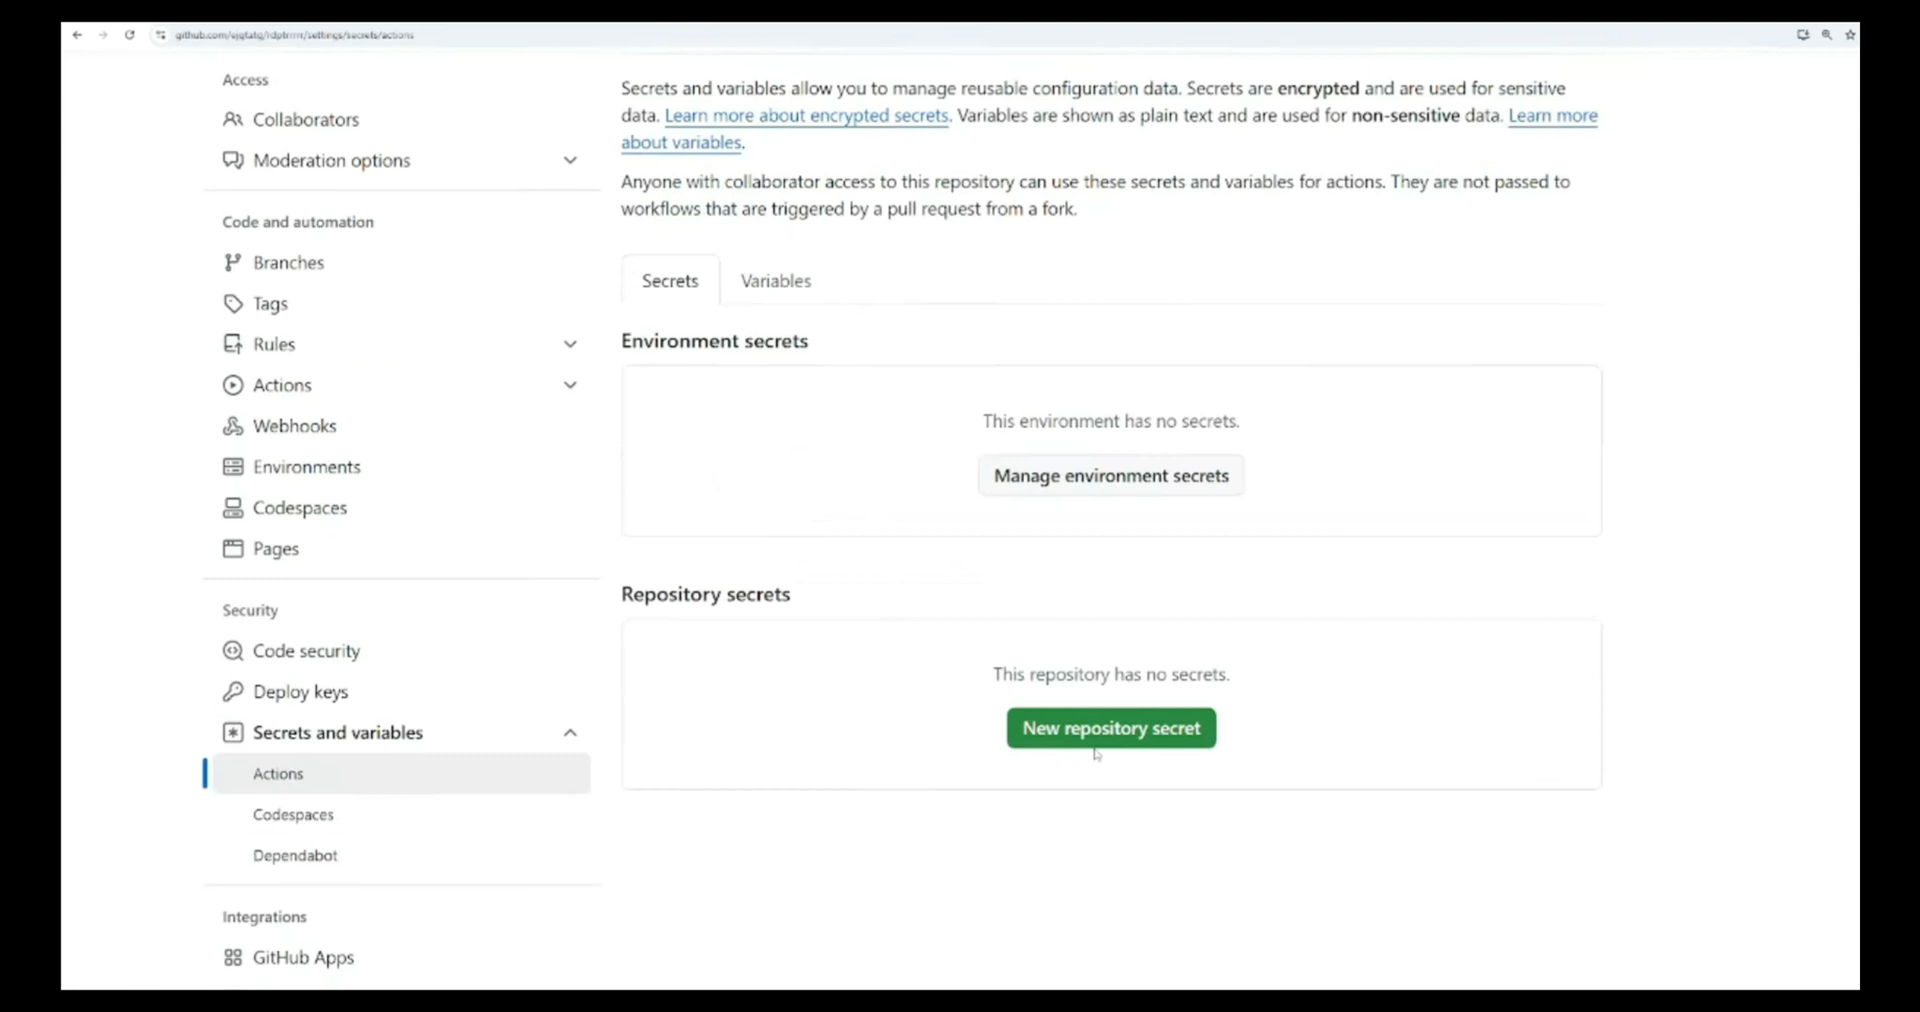 Access
Collaborators
Moderation options
Code and automation
Branches
Tags
Rules
Actions
Webhooks
Environments
Codespaces
Pages
Security
Code security
Deploy keys
Secrets and variables
Actions
Codespaces
Dependabot
Integrations
GitHub Apps
Secrets and variables allow you to manage reusable configuration data. Secrets are encrypted and are used for sensitive
data. Learn more about encrypted secrets. Variables are shown as plain text and are used for non-sensitive data. Learn more
about variables.
Anyone with collaborator access to this repository can use these secrets and variables for actions. They are not passed to
workflows that are triggered by a pull request from a fork.
Secrets Variables
Environment secrets
This environment has no secrets.
Manage environment secrets
Repository secrets
This repository has no secrets.
New repository secret